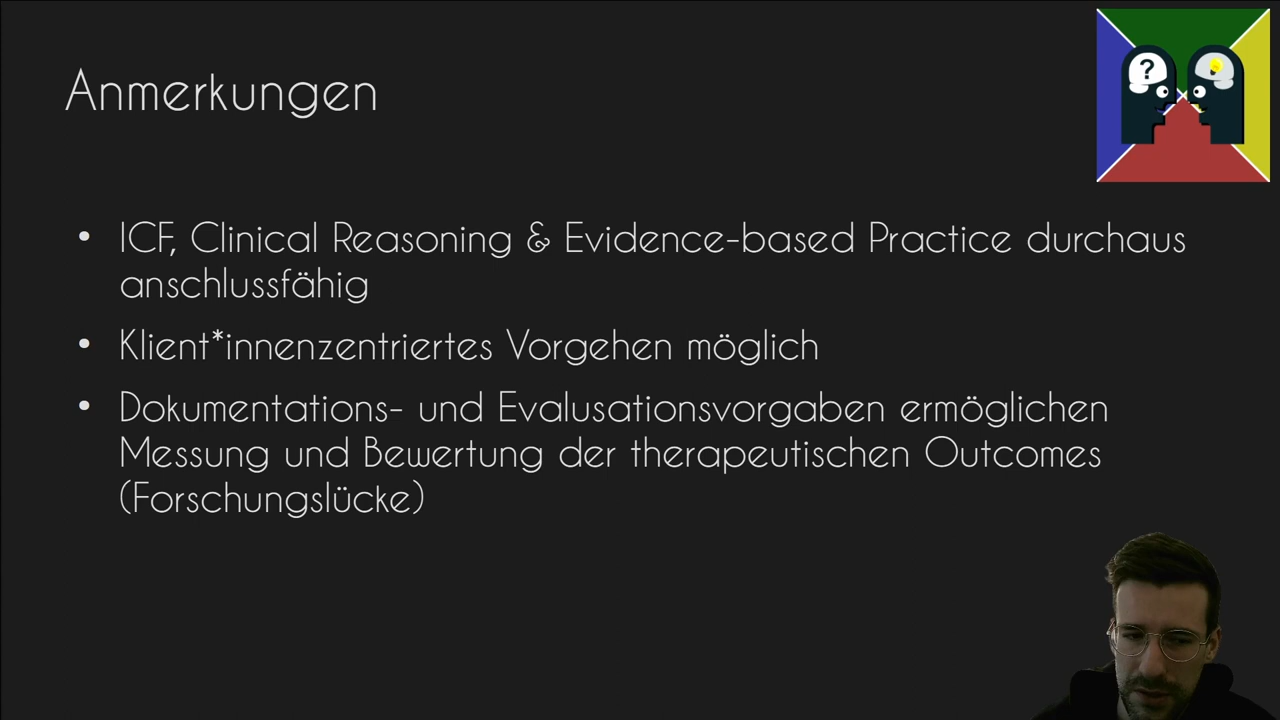 Anmerkungen
?
• ICF, Clinical Reasoning & Evidence-based Practice durchaus
anschlussfähig
• Klient*innenzentriertes Vorgehen möglich
• Dokumentations- und Evalusationsvorgaben ermöglichen
Messung und Bewertung der therapeutischen Outcomes
(Forschungslücke)